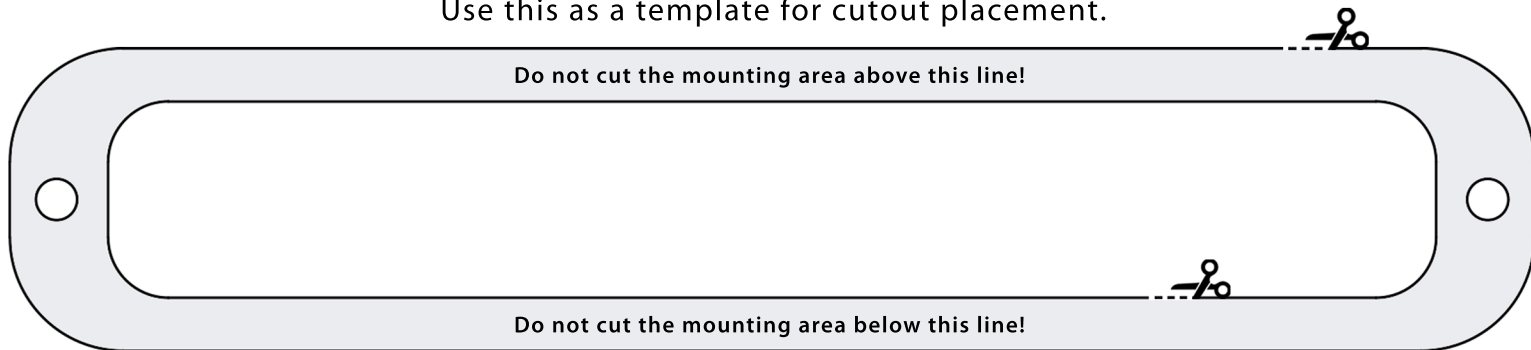 Use this as a template for cutout placement.
Do not cut the mounting area above this line!
Do not cut the mounting area below this line!